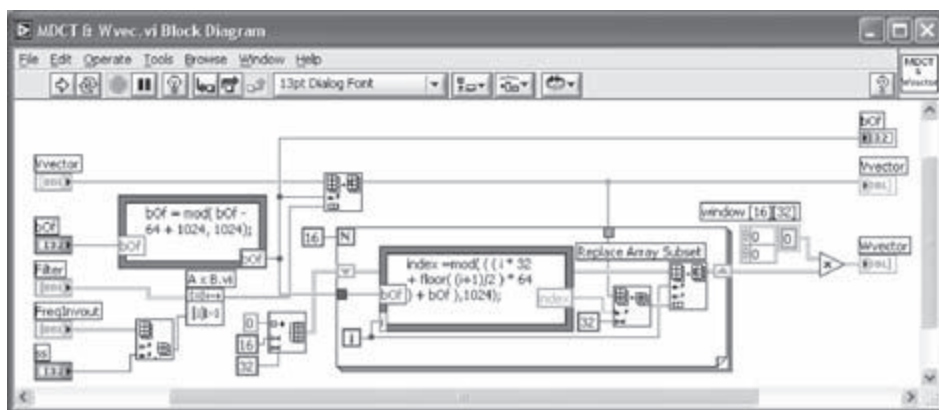 MDCT & Wvec.vi Block Diagram
File Edit Operate Tools Browse Window Help
13pt Dialog Font
MDCT
&
Wvector
bOf
I32
Vvector
Vvector
DBL
bOf = mod( bOf -
64 + 1024, 1024);
bOf
bOf
bOf
I32
16
N
window [16][32]
0
0
0
Wvector
DBL
Replace Array Subset
index =mod( ( ( i * 32
+ floor( (i+1)/2 ) * 64
) + bOf ),1024);
bOf
index
i
Filter
A x B.vi
FreqInvout
ss
I32
0
16
32
i
32